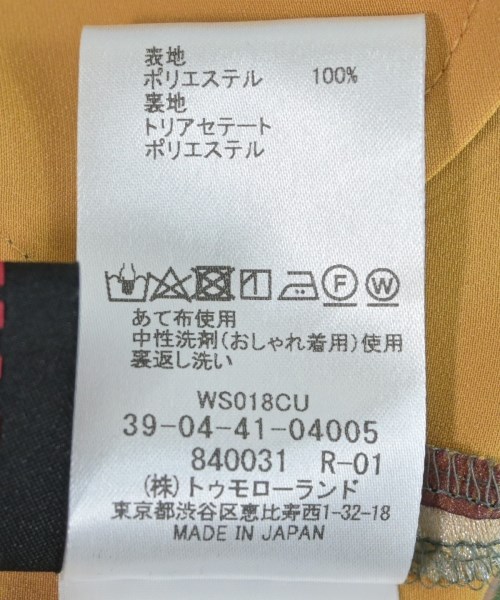 表地
ポリエステル 100%
裏地
トリアセテート
ポリエステル
あて布使用
中性洗剤(おしゃれ着用)使用
裏返し洗い
WS018CU
39-04-41-04005
840031 R-01
(株)トゥモローランド
東京都渋谷区恵比寿西1-32-18
MADE IN JAPAN